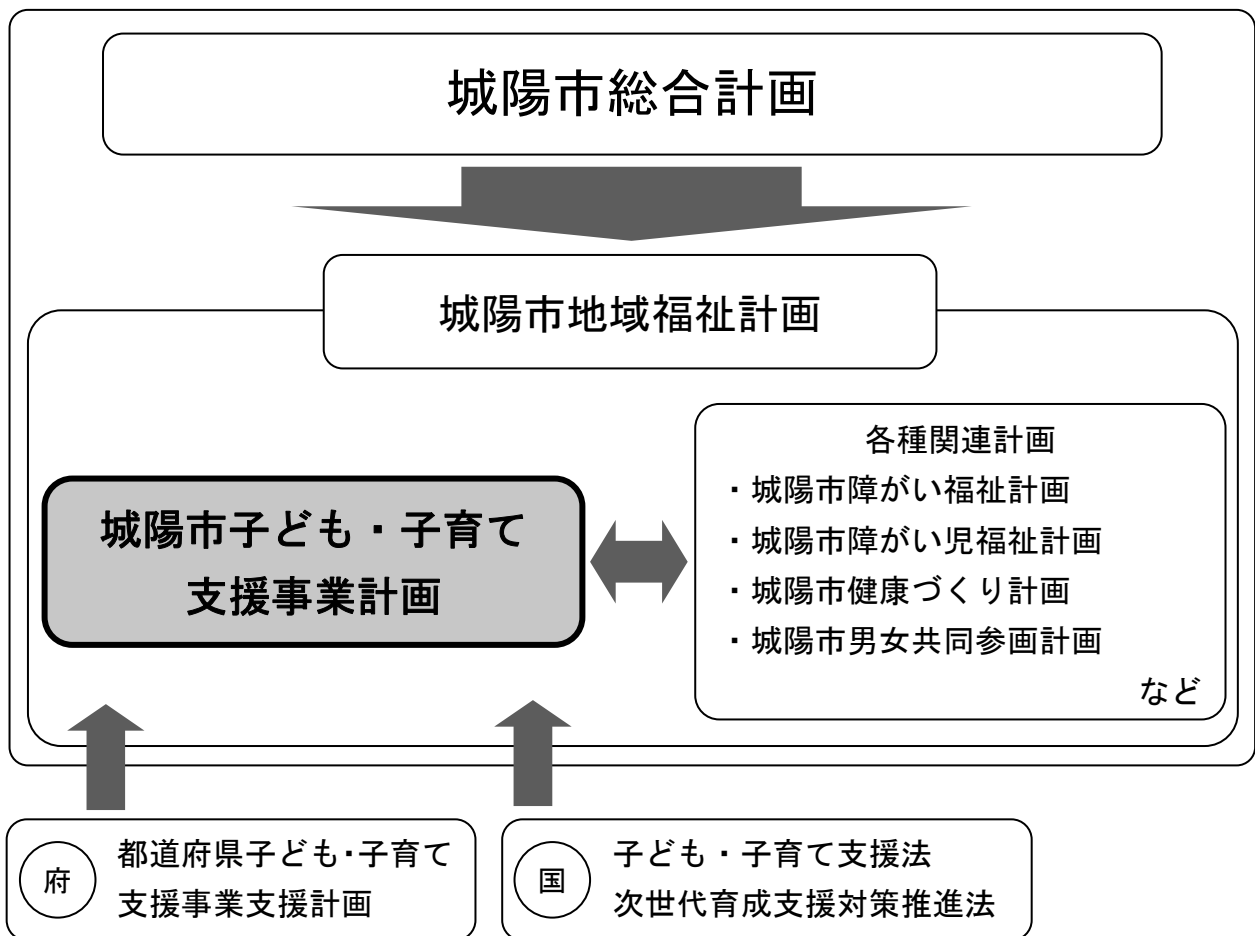 城陽市総合計画
城陽市地域福祉計画
城陽市子ども・子育て
支援事業計画
各種関連計画
・城陽市障がい福祉計画
・城陽市障がい児福祉計画
・城陽市健康づくり計画
・城陽市男女共同参画計画
など
府
都道府県子ども・子育て
支援事業支援計画
国
子ども・子育て支援法
次世代育成支援対策推進法